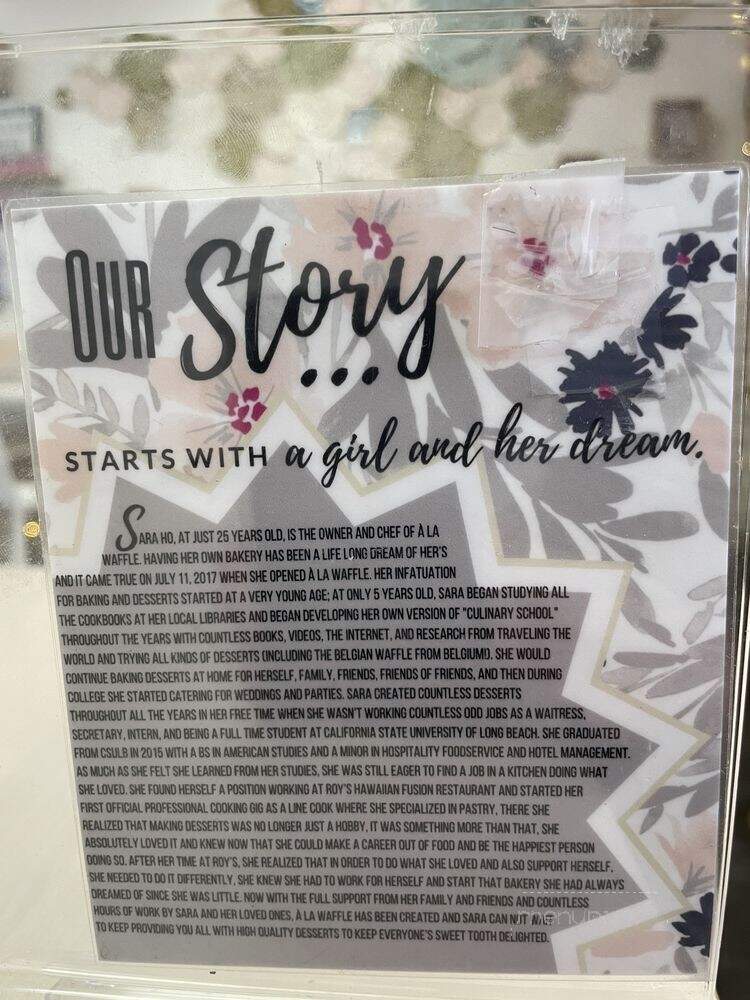 OUR Story...
STARTS WITH a girl and her dream.
SARA HO, AT JUST 25 YEARS OLD, IS THE OWNER AND CHEF OF À LA
WAFFLE. HAVING HER OWN BAKERY HAS BEEN A LIFE LONG DREAM OF HER'S
AND IT CAME TRUE ON JULY 11, 2017 WHEN SHE OPENED À LA WAFFLE. HER INFATUATION
FOR BAKING AND DESSERTS STARTED AT A VERY YOUNG AGE; AT ONLY 5 YEARS OLD, SARA BEGAN STUDYING ALL
THE COOKBOOKS AT HER LOCAL LIBRARIES AND BEGAN DEVELOPING HER OWN VERSION OF "CULINARY SCHOOL"
THROUGHOUT THE YEARS WITH COUNTLESS BOOKS, VIDEOS, THE INTERNET, AND RESEARCH FROM TRAVELING THE
WORLD AND TRYING ALL KINDS OF DESSERTS (INCLUDING THE BELGIAN WAFFLE FROM BELGIUM!). SHE WOULD
CONTINUE BAKING DESSERTS AT HOME FOR HERSELF, FAMILY, FRIENDS, FRIENDS OF FRIENDS, AND THEN DURING
COLLEGE SHE STARTED CATERING FOR WEDDINGS AND PARTIES. SARA CREATED COUNTLESS DESSERTS
THROUGHOUT ALL THE YEARS IN HER FREE TIME WHEN SHE WASN'T WORKING COUNTLESS ODD JOBS AS A WAITRESS,
SECRETARY, INTERN, AND BEING A FULL TIME STUDENT AT CALIFORNIA STATE UNIVERSITY OF LONG BEACH. SHE GRADUATED
FROM CSULB IN 2015 WITH A BS IN AMERICAN STUDIES AND A MINOR IN HOSPITALITY FOODSERVICE AND HOTEL MANAGEMENT.
AS MUCH AS SHE FELT SHE LEARNED FROM HER STUDIES, SHE WAS STILL EAGER TO FIND A JOB IN A KITCHEN DOING WHAT
SHE LOVED. SHE FOUND HERSELF A POSITION WORKING AT ROY'S HAWAIIAN FUSION RESTAURANT AND STARTED HER
FIRST OFFICIAL PROFESSIONAL COOKING GIG AS A LINE COOK WHERE SHE SPECIALIZED IN PASTRY, THERE SHE
REALIZED THAT MAKING DESSERTS WAS NO LONGER JUST A HOBBY, IT WAS SOMETHING MORE THAN THAT, SHE
ABSOLUTELY LOVED IT AND KNEW NOW THAT SHE COULD MAKE A CAREER OUT OF FOOD AND BE THE HAPPIEST PERSON
DOING SO. AFTER HER TIME AT ROY'S, SHE REALIZED THAT IN ORDER TO DO WHAT SHE LOVED AND ALSO SUPPORT HERSELF,
SHE NEEDED TO DO IT DIFFERENTLY, SHE KNEW SHE HAD TO WORK FOR HERSELF AND START THAT BAKERY SHE HAD ALWAYS
DREAMED OF SINCE SHE WAS LITTLE. NOW WITH THE FULL SUPPORT FROM HER FAMILY AND FRIENDS AND COUNTLESS
HOURS OF WORK BY SARA AND HER LOVED ONES, À LA WAFFLE HAS BEEN CREATED AND SARA CAN NOT
TO KEEP PROVIDING YOU ALL WITH HIGH QUALITY DESSERTS TO KEEP EVERYONE'S SWEET TOOTH DELIGHTED.